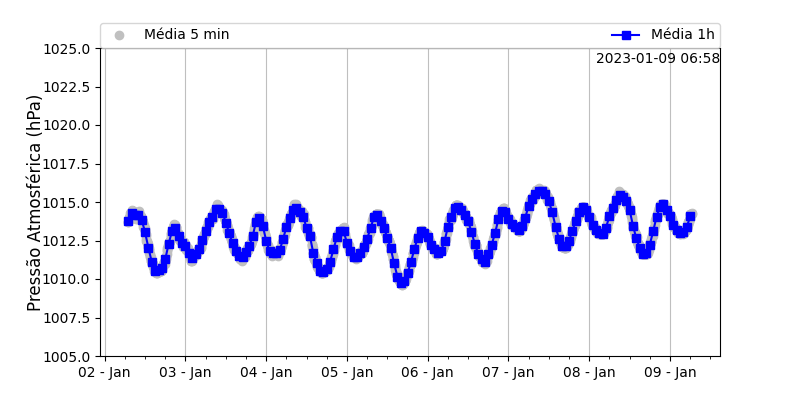 Média 5 min
Média 1h
2023-01-09 06:58
Pressão Atmosférica (hPa)
1025.0
1022.5
1020.0
1017.5
1015.0
1012.5
1010.0
1007.5
1005.0
02 - Jan
03 - Jan
04 - Jan
05 - Jan
06 - Jan
07 - Jan
08 - Jan
09 - Jan